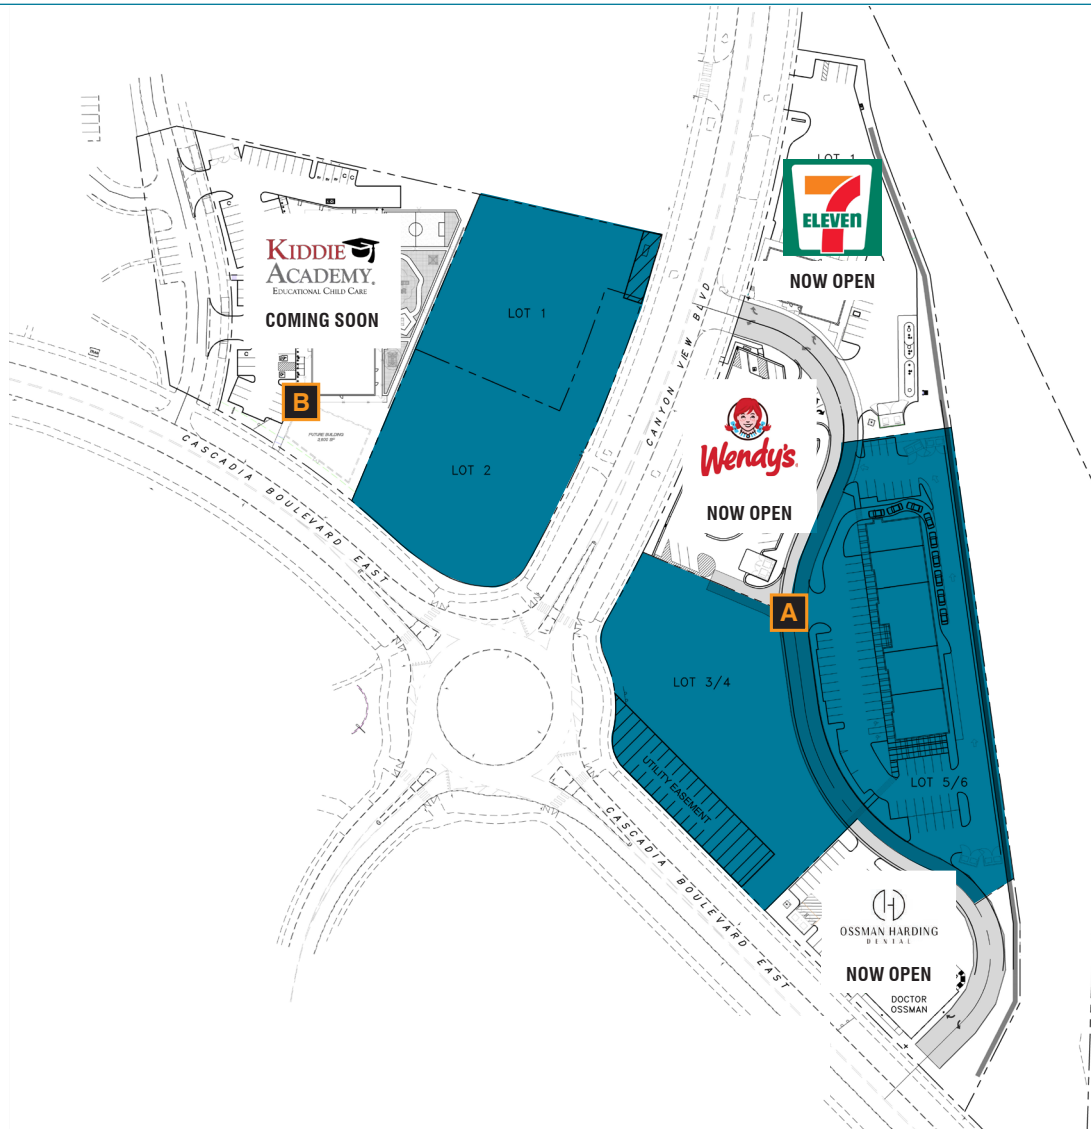 LOT 1
7
ELEVEn
NOW OPEN
KIDDIE
ACADEMY.
EDUCATIONAL CHILD CARE
COMING SOON
B
FUTURE BUILDING
LOT 1
LOT 2
CANYON VIEW BLVD
CASCADIA BOULEVARD EAST
Wendy's
NOW OPEN
A
LOT 3/4
UTILITY EASEMENT
LOT 5/6
CASCADIA BOULEVARD EAST
OSSMAN HARDING
DENTAL
NOW OPEN
DOCTOR
OSSMAN